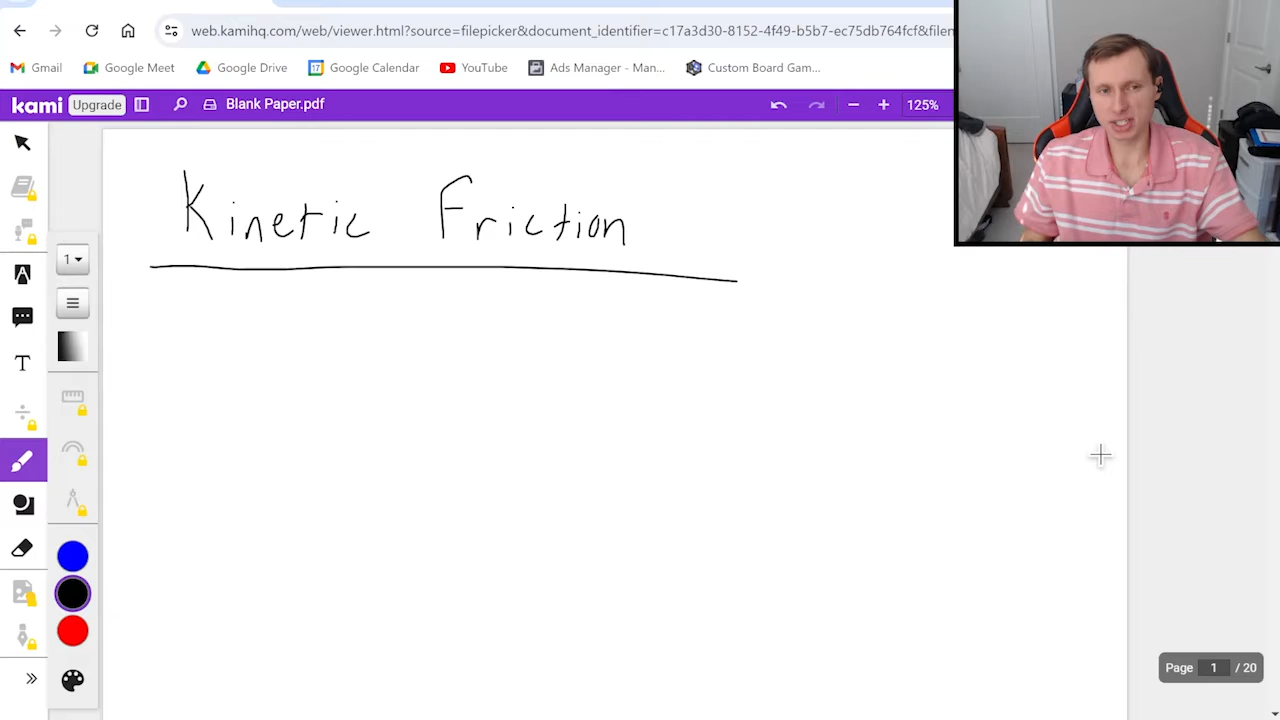 web.kamihq.com/web/viewer.html?source=filepicker&document_identifier=c17a3d30-8152-4f49-b5b7-ec75db764fcf&filen
Gmail Google Meet Google Drive 17 Google Calendar YouTube Ads Manager - Man... Custom Board Gam...
kami Upgrade Blank Paper.pdf 125%
Kinetic Friction
1
T
Page 1 / 20